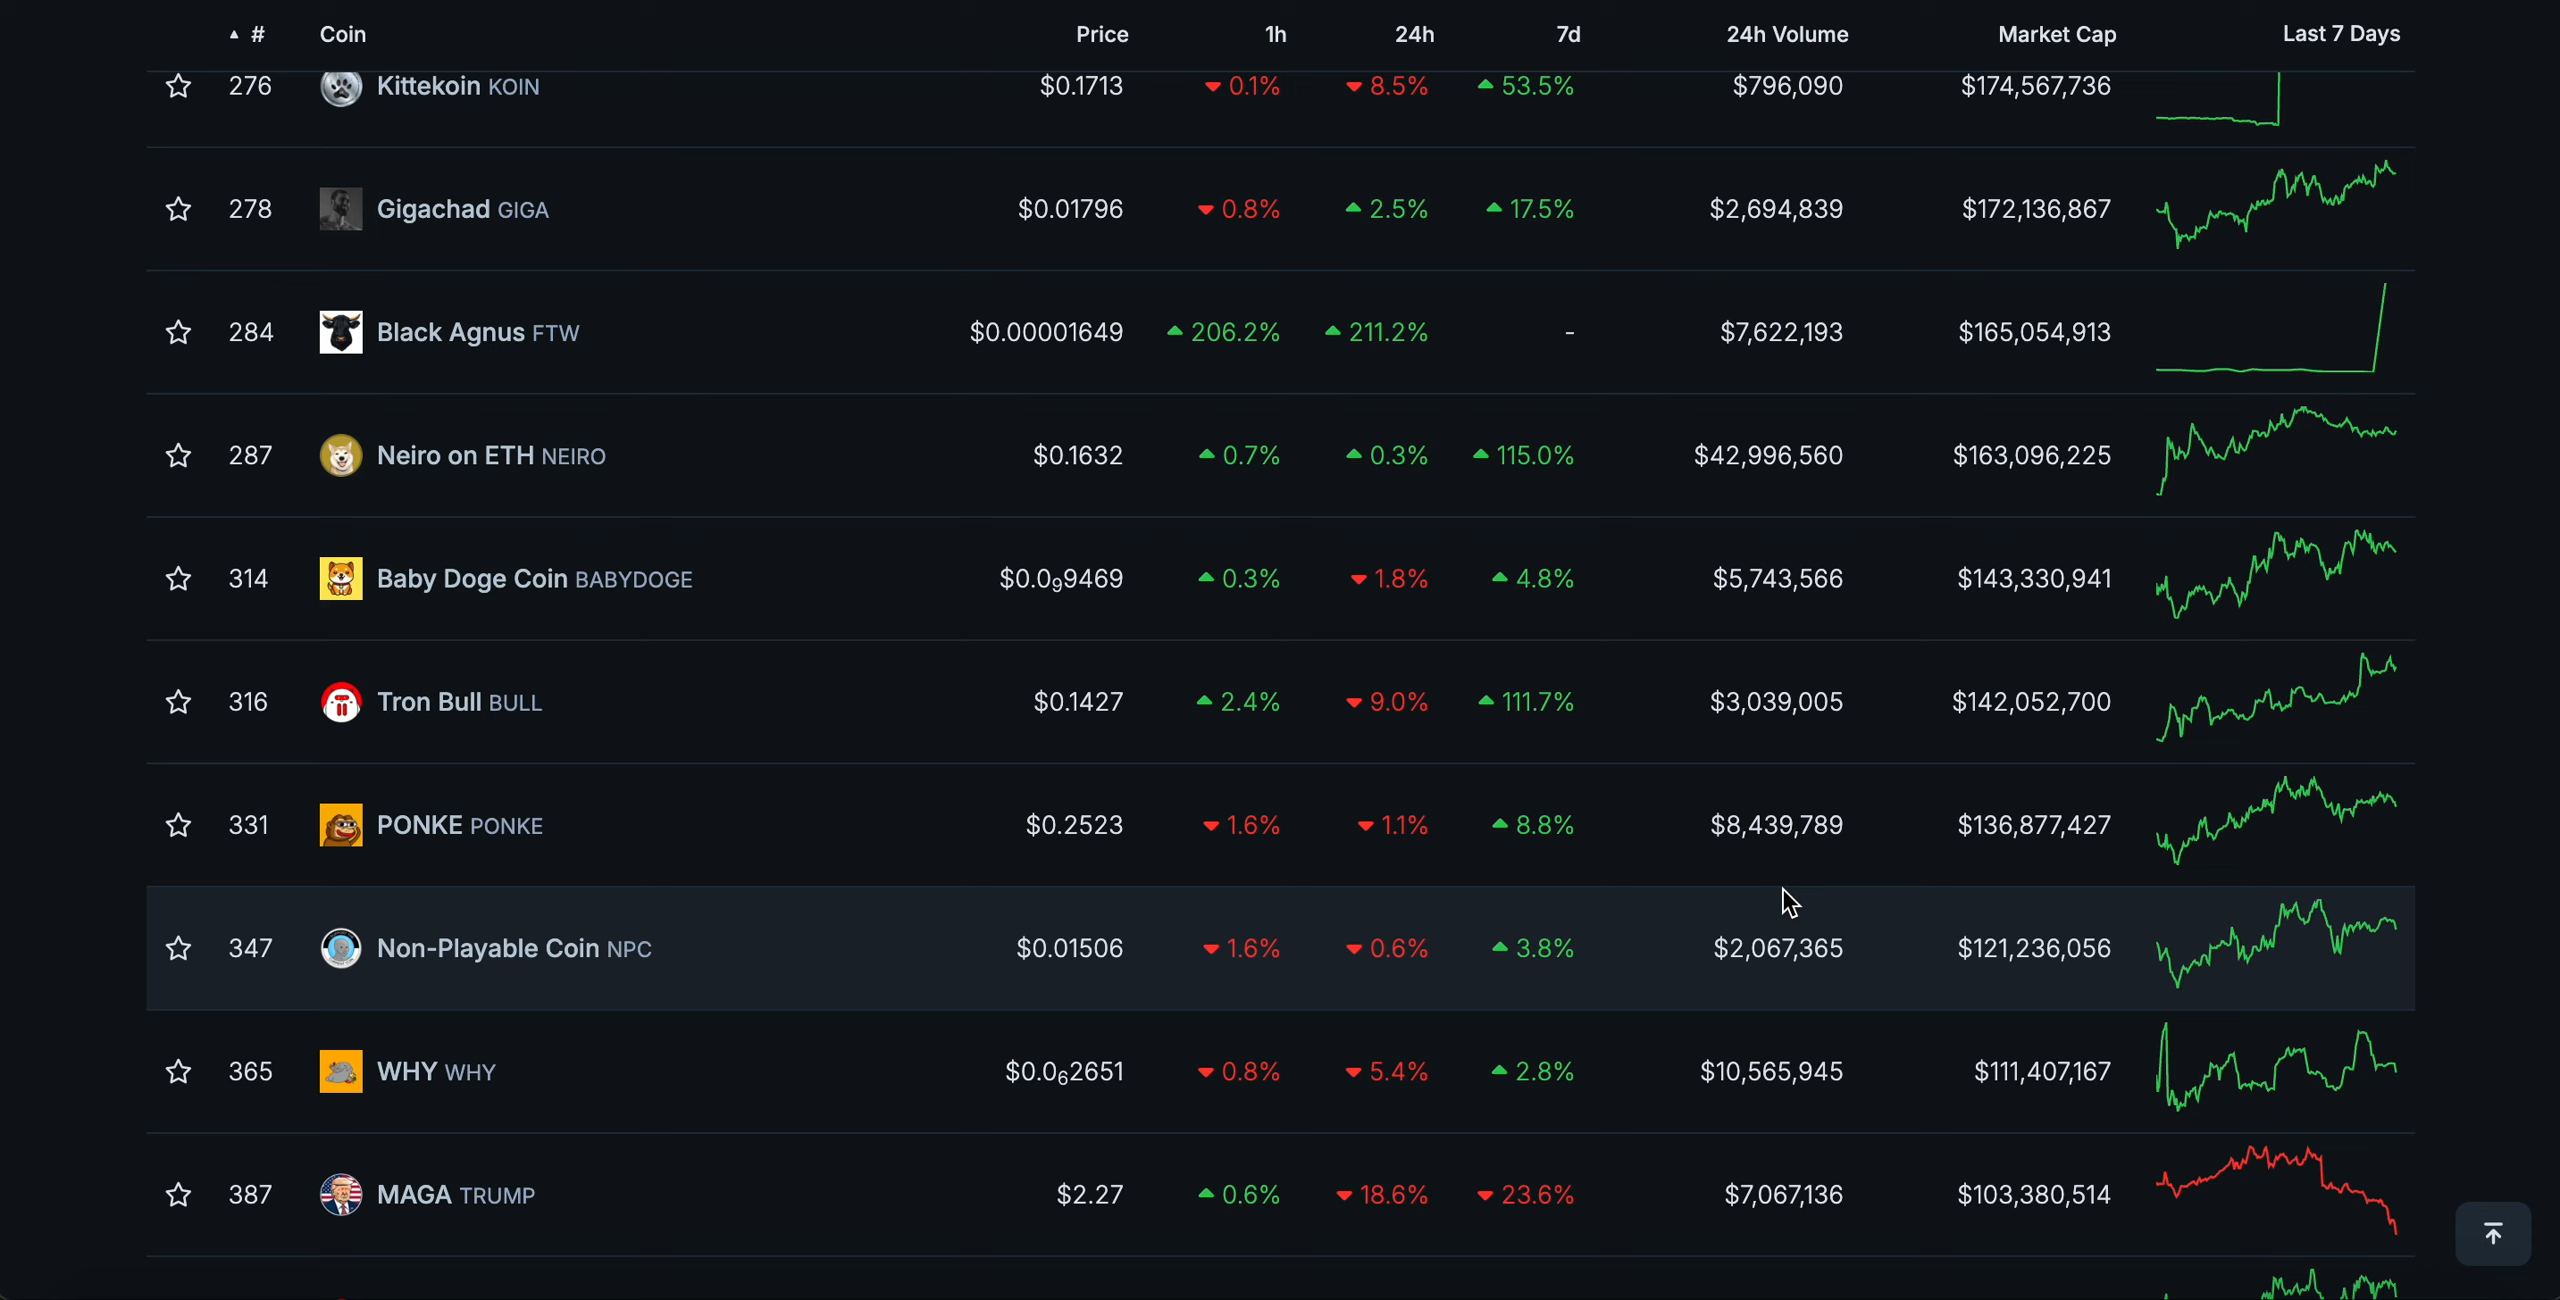 ▲ # Coin Price 1h 24h 7d 24h Volume Market Cap Last 7 Days
276 Kittekoin KOIN $0.1713 ▼ 0.1% ▼ 8.5% ▲ 53.5% $796,090 $174,567,736
278 Gigachad GIGA $0.01796 ▼ 0.8% ▲ 2.5% ▲ 17.5% $2,694,839 $172,136,867
284 Black Agnus FTW $0.00001649 ▲ 206.2% ▲ 211.2% - $7,622,193 $165,054,913
287 Neiro on ETH NEIRO $0.1632 ▲ 0.7% ▲ 0.3% ▲ 115.0% $42,996,560 $163,096,225
314 Baby Doge Coin BABYDOGE $0.0₉9469 ▲ 0.3% ▼ 1.8% ▲ 4.8% $5,743,566 $143,330,941
316 Tron Bull BULL $0.1427 ▲ 2.4% ▼ 9.0% ▲ 111.7% $3,039,005 $142,052,700
331 PONKE PONKE $0.2523 ▼ 1.6% ▼ 1.1% ▲ 8.8% $8,439,789 $136,877,427
347 Non-Playable Coin NPC $0.01506 ▼ 1.6% ▼ 0.6% ▲ 3.8% $2,067,365 $121,236,056
365 WHY WHY $0.0₆2651 ▼ 0.8% ▼ 5.4% ▲ 2.8% $10,565,945 $111,407,167
387 MAGA TRUMP $2.27 ▲ 0.6% ▼ 18.6% ▼ 23.6% $7,067,136 $103,380,514